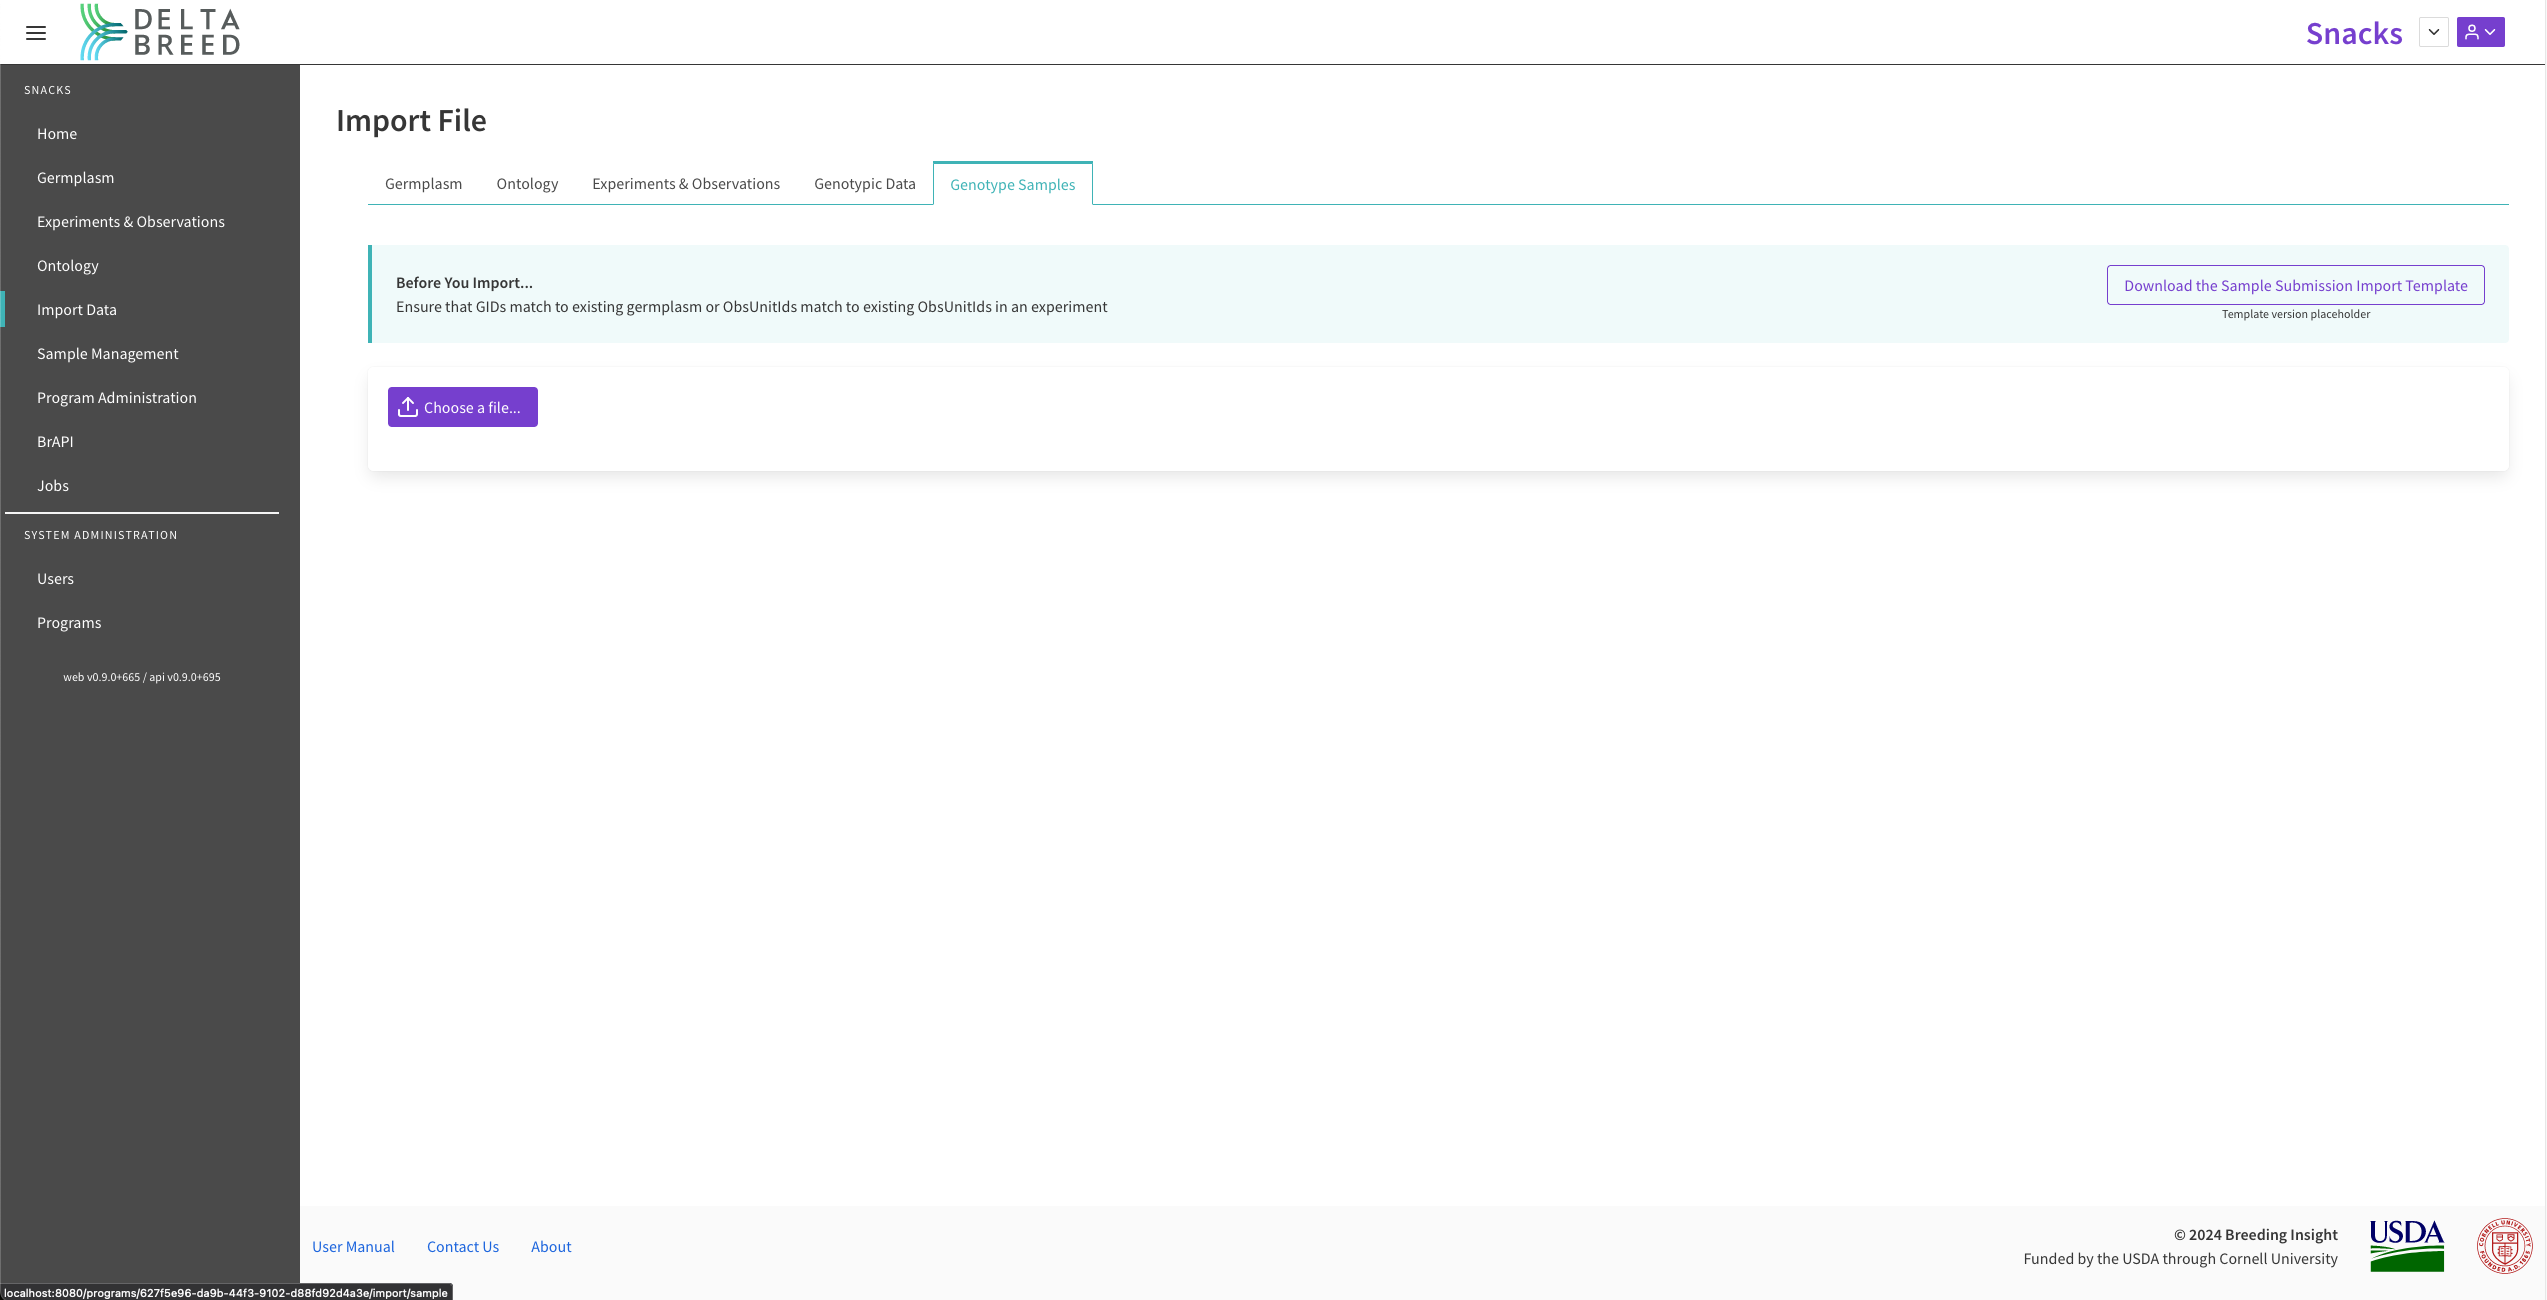 DELTA
BREED
Snacks
SNACKS
Home
Germplasm
Experiments & Observations
Ontology
Import Data
Sample Management
Program Administration
BrAPI
Jobs
SYSTEM ADMINISTRATION
Users
Programs
web v0.9.0+665 / api v0.9.0+695
Import File
Germplasm
Ontology
Experiments & Observations
Genotypic Data
Genotype Samples
Before You Import...
Ensure that GIDs match to existing germplasm or ObsUnitIds match to existing ObsUnitIds in an experiment
Download the Sample Submission Import Template
Template version placeholder
Choose a file...
User Manual
Contact Us
About
© 2024 Breeding Insight
Funded by the USDA through Cornell University
USDA
CORNELL UNIVERSITY
FOUNDED A.D. 1865
localhost:8080/programs/627f5e96-da9b-44f3-9102-d88fd92d4a3e/import/sample